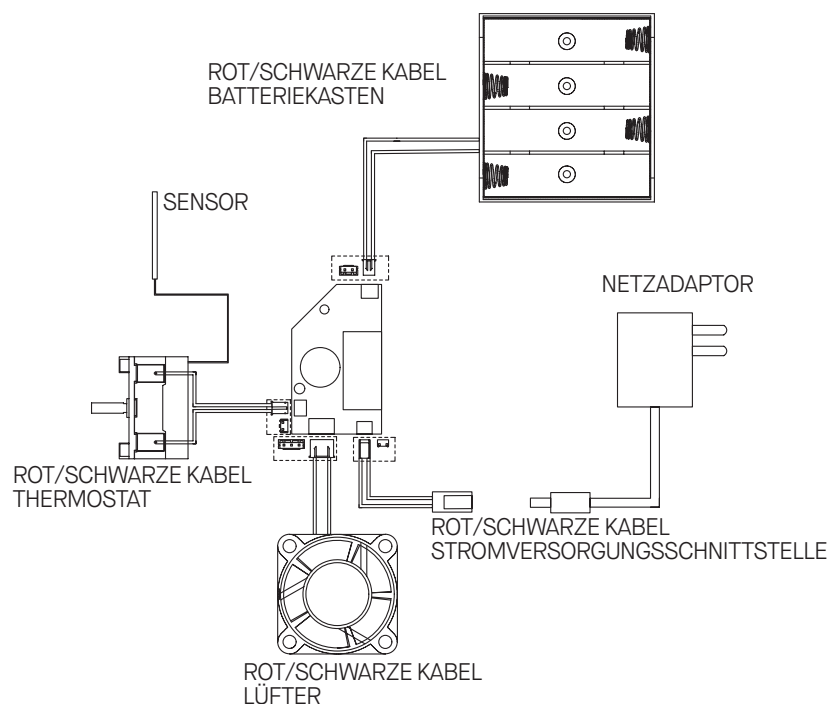 ROT/SCHWARZE KABEL
BATTERIEKASTEN
SENSOR
NETZADAPTOR
ROT/SCHWARZE KABEL
THERMOSTAT
ROT/SCHWARZE KABEL
STROMVERSORGUNGSSCHNITTSTELLE
ROT/SCHWARZE KABEL
LÜFTER